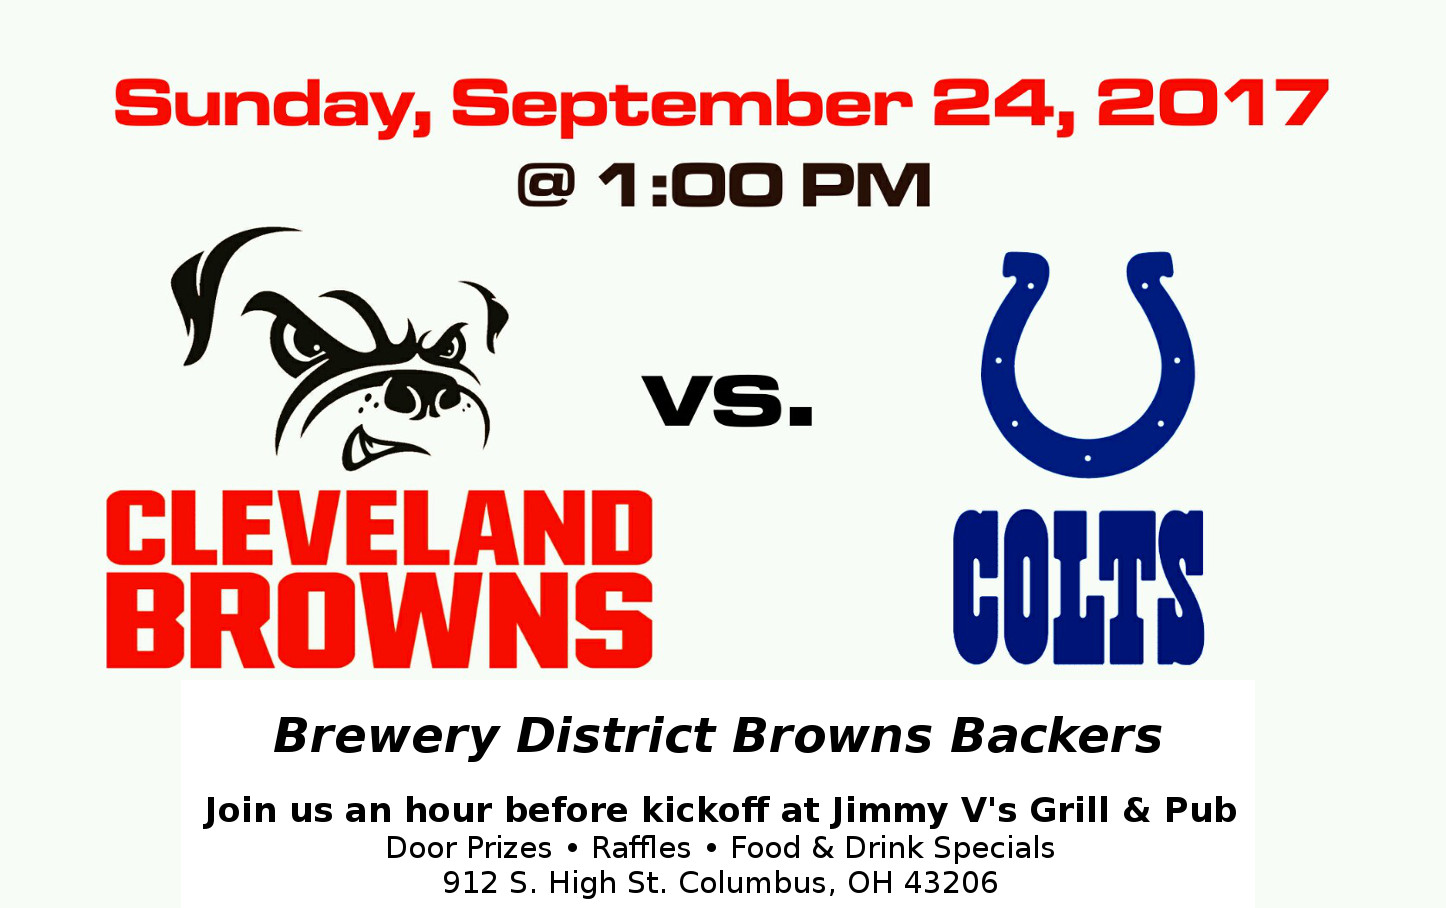 Sunday, September 24, 2017
@ 1:00 PM
vs.
CLEVELAND
BROWNS
COLTS
Brewery District Browns Backers
Join us an hour before kickoff at Jimmy V's Grill & Pub
Door Prizes • Raffles • Food & Drink Specials
912 S. High St. Columbus, OH 43206